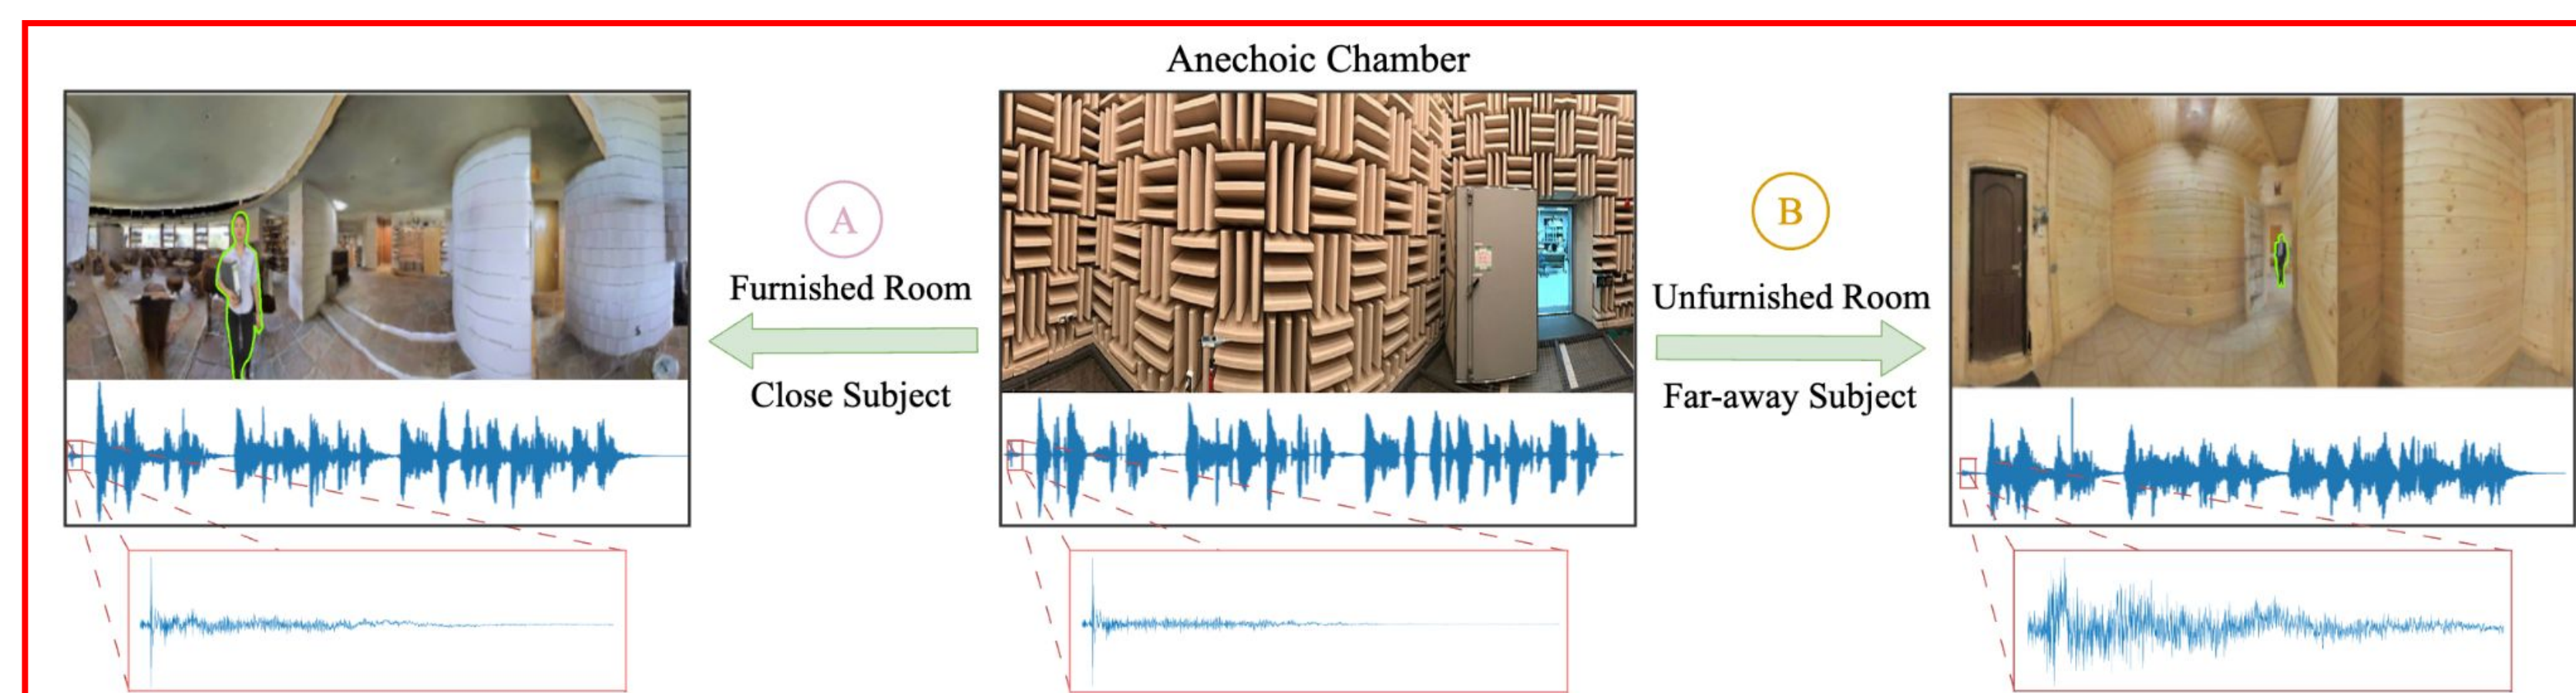 Anechoic Chamber
A
Furnished Room
Close Subject
B
Unfurnished Room
Far-away Subject